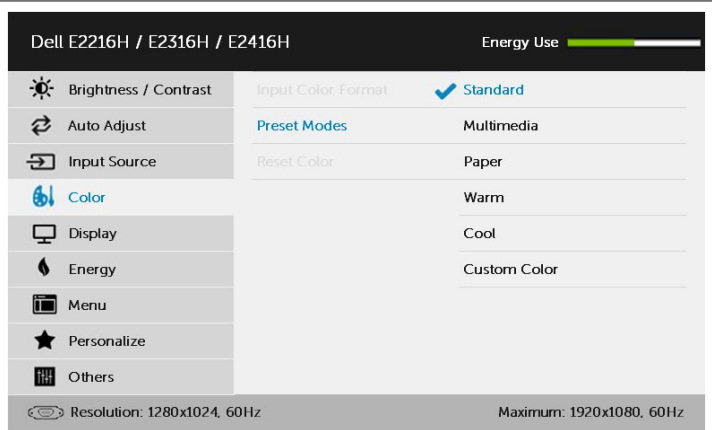 Dell E2216H / E2316H / E2416H
Energy Use
Brightness / Contrast
Input Color Format
Standard
Auto Adjust
Preset Modes
Multimedia
Input Source
Reset Color
Paper
Color
Warm
Display
Cool
Energy
Custom Color
Menu
Personalize
Others
Resolution: 1280x1024, 60Hz
Maximum: 1920x1080, 60Hz